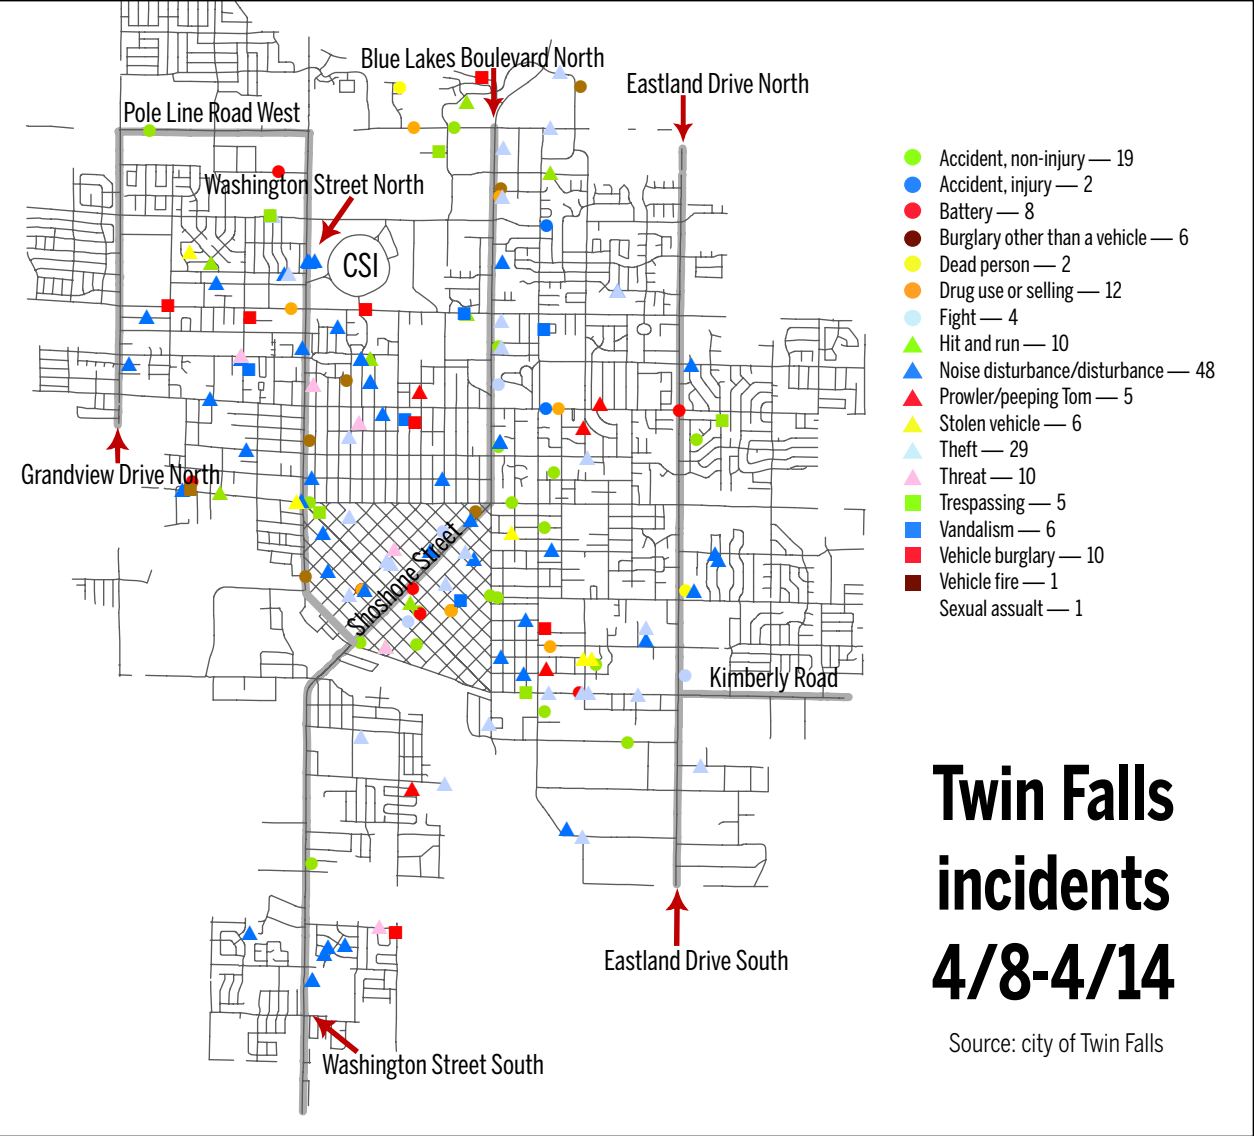 Blue Lakes Boulevard North
Eastland Drive North
Pole Line Road West
Washington Street North
CSI
Grandview Drive North
Shoshone Street
Kimberly Road
Eastland Drive South
Washington Street South
Accident, non-injury — 19
Accident, injury — 2
Battery — 8
Burglary other than a vehicle — 6
Dead person — 2
Drug use or selling — 12
Fight — 4
Hit and run — 10
Noise disturbance/disturbance — 48
Prowler/peeping Tom — 5
Stolen vehicle — 6
Theft — 29
Threat — 10
Trespassing — 5
Vandalism — 6
Vehicle burglary — 10
Vehicle fire — 1
Sexual assualt — 1
Twin Falls
incidents
4/8-4/14
Source: city of Twin Falls